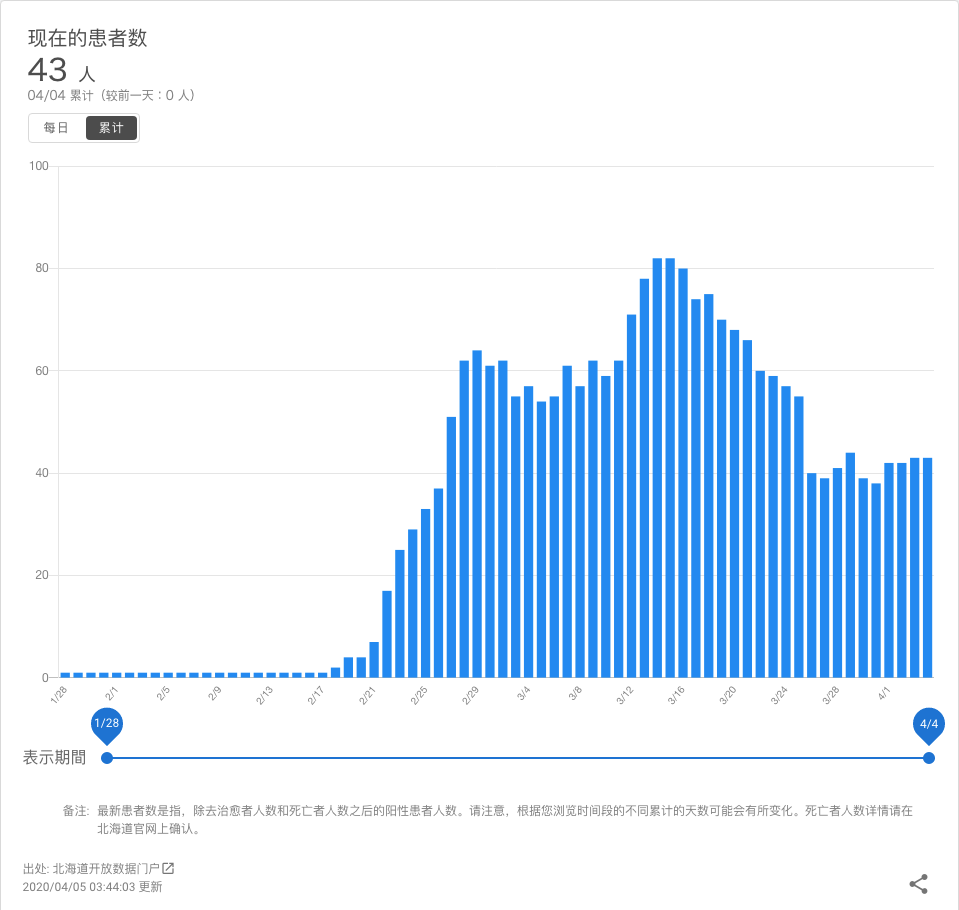 现在的患者数
43 人
04/04 累计（较前一天：0 人）
每日 累计
100
80
60
40
20
0
1/28 2/1 2/5 2/9 2/13 2/17 2/21 2/25 2/29 3/4 3/8 3/12 3/16 3/20 3/24 3/28 4/1
1/28 4/4
表示期間
备注: 最新患者数是指，除去治愈者人数和死亡者人数之后的阳性患者人数。请注意，根据您浏览时间段的不同累计的天数可能会有所变化。死亡者人数详情请在
北海道官网上确认。
出处: 北海道开放数据门户
2020/04/05 03:44:03 更新